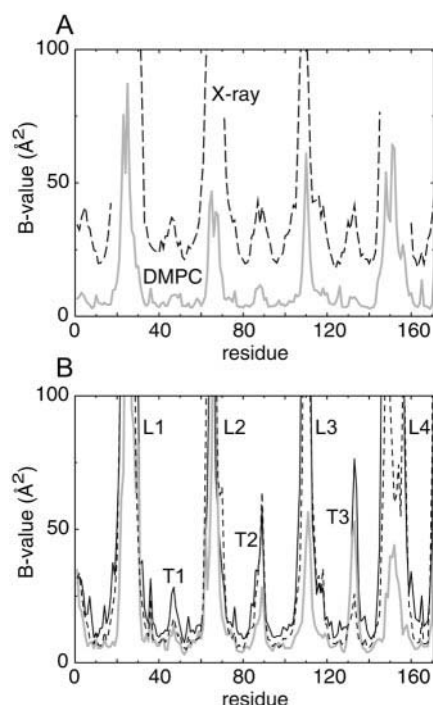 A
100
X-ray
B-value (Å²)
50
DMPC
0
0 40 80 120 160
residue
B
100
L1 L2 L3 L4
B-value (Å²)
50
T1 T2 T3
0
0 40 80 120 160
residue